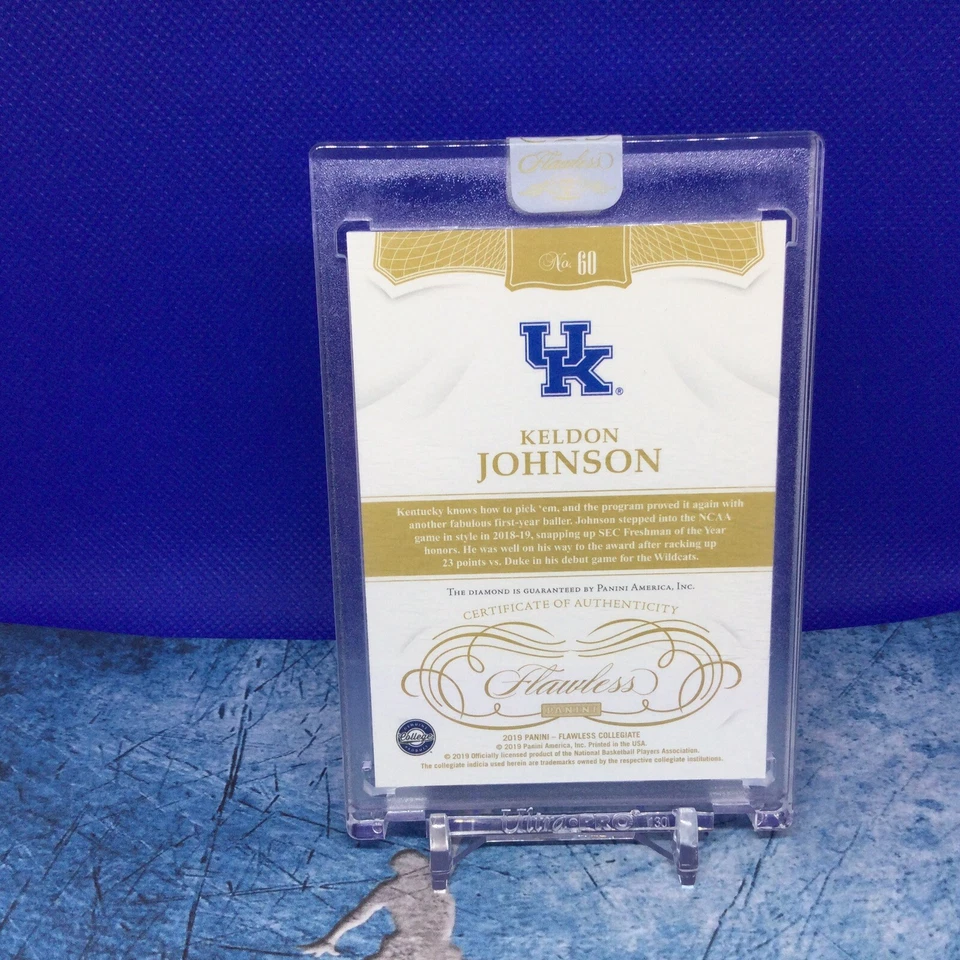 Flawless
No. 60
UK®
KELDON
JOHNSON
Kentucky knows how to pick ‘em, and the program proved it again with
another fabulous first-year baller. Johnson stepped into the NCAA
game in style in 2018-19, snapping up SEC Freshman of the Year
honors. He was well on his way to the award after racking up
23 points vs. Duke in his debut game for the Wildcats.
THE DIAMOND IS GUARANTEED BY PANINI AMERICA, INC.
CERTIFICATE OF AUTHENTICITY
Flawless
PANINI
College
2019 PANINI – FLAWLESS COLLEGIATE
© 2019 Panini America, Inc. Printed in the USA.
© 2019 Officially licensed product of the National Basketball Players Association.
The collegiate indicia used herein are trademarks owned by the respective collegiate institutions.
Ultra PRO